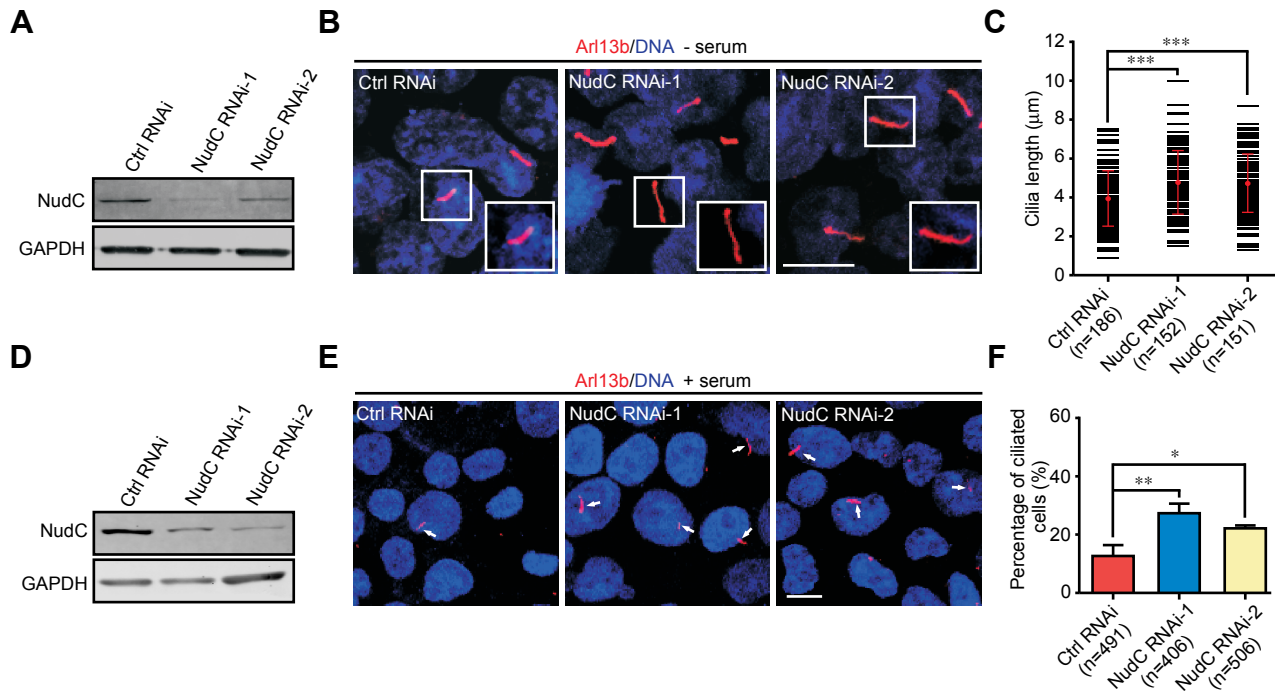 A
Ctrl RNAi
NudC RNAi-1
NudC RNAi-2
NudC
GAPDH
B
Arl13b/DNA - serum
Ctrl RNAi
NudC RNAi-1
NudC RNAi-2
C
***
***
Cilia length (μm)
12
10
8
6
4
2
0
Ctrl RNAi
(n=186)
NudC RNAi-1
(n=152)
NudC RNAi-2
(n=151)
D
Ctrl RNAi
NudC RNAi-1
NudC RNAi-2
NudC
GAPDH
E
Arl13b/DNA + serum
Ctrl RNAi
NudC RNAi-1
NudC RNAi-2
F
Percentage of ciliated
cells (%)
60
40
20
0
*
**
Ctrl RNAi
(n=491)
NudC RNAi-1
(n=406)
NudC RNAi-2
(n=506)